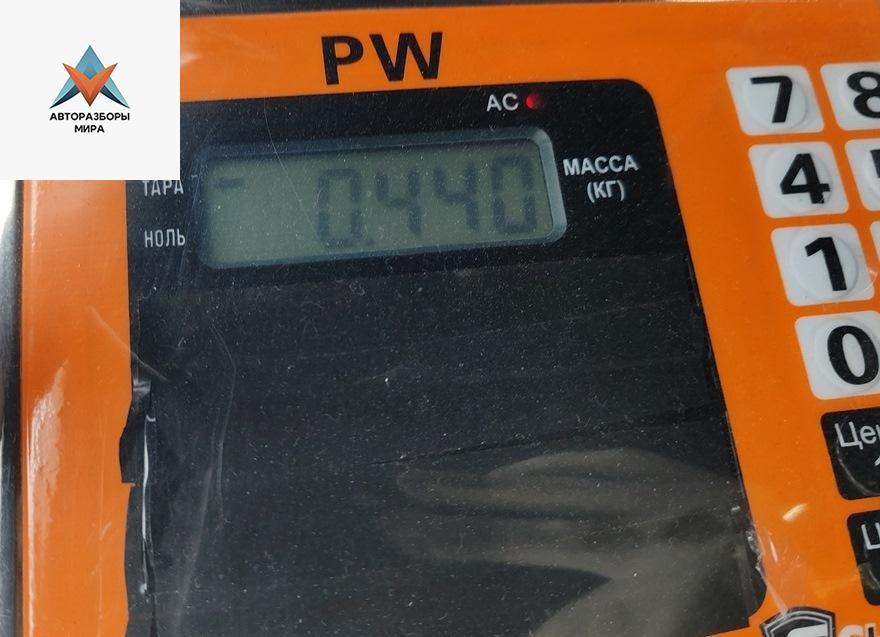 АВТОРАЗБОРЫ
МИРА
PW
AC
ТАРА
НОЛЬ
0.440
МАССА
(КГ)
7 8
4
1
0